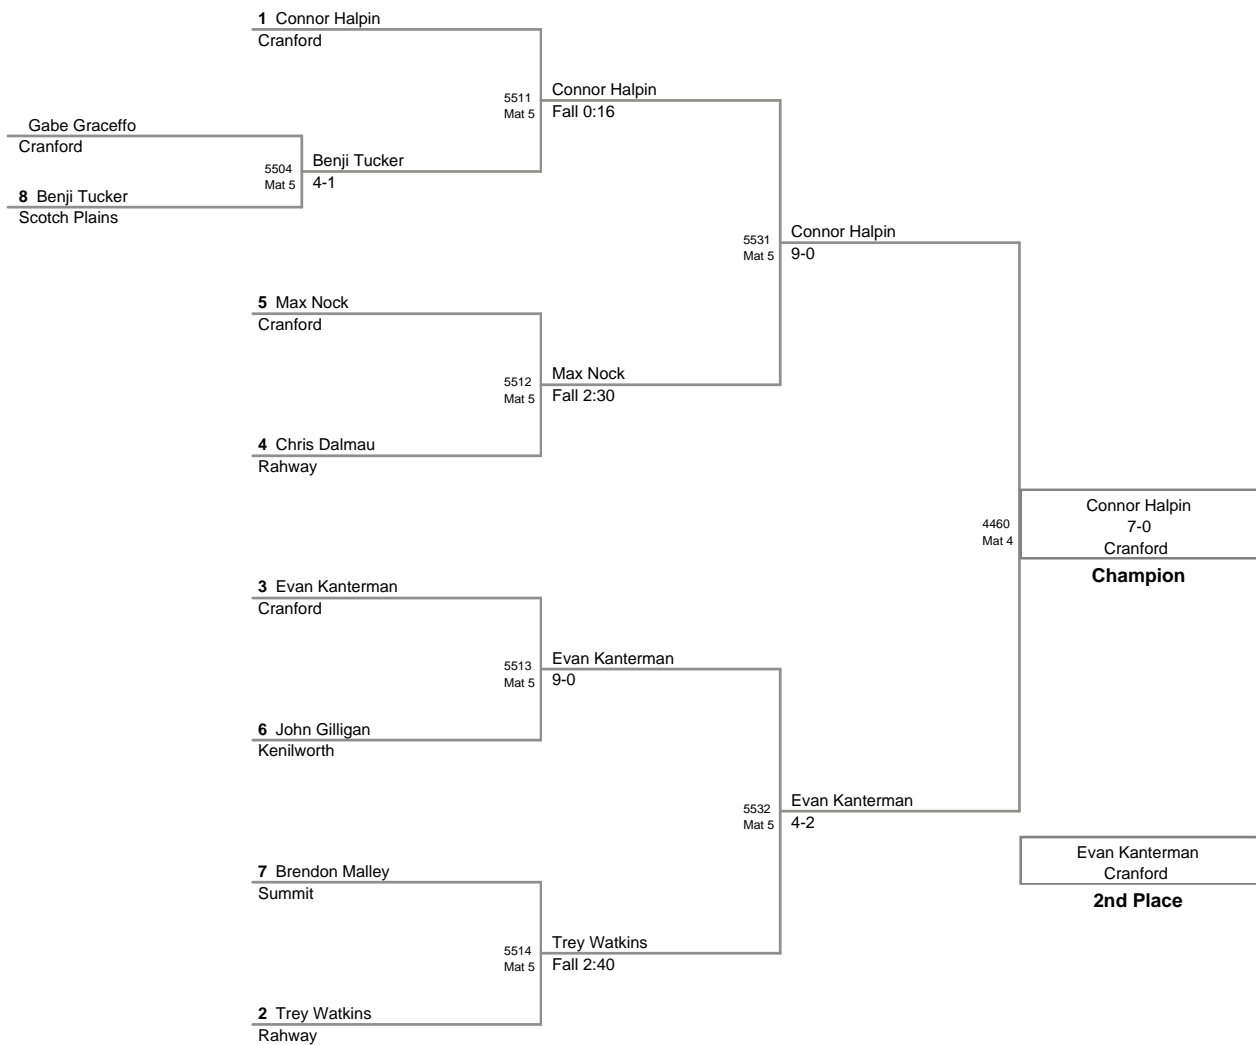 1 Connor Halpin
Cranford
5511
Mat 5
Connor Halpin
Fall 0:16
Gabe Graceffo
Cranford
5504
Mat 5
Benji Tucker
4-1
8 Benji Tucker
Scotch Plains
5531
Mat 5
Connor Halpin
9-0
5 Max Nock
Cranford
5512
Mat 5
Max Nock
Fall 2:30
4 Chris Dalmau
Rahway
4460
Mat 4
Connor Halpin
7-0
Cranford
Champion
3 Evan Kanterman
Cranford
5513
Mat 5
Evan Kanterman
9-0
6 John Gilligan
Kenilworth
5532
Mat 5
Evan Kanterman
4-2
Evan Kanterman
Cranford
2nd Place
7 Brendon Malley
Summit
5514
Mat 5
Trey Watkins
Fall 2:40
2 Trey Watkins
Rahway